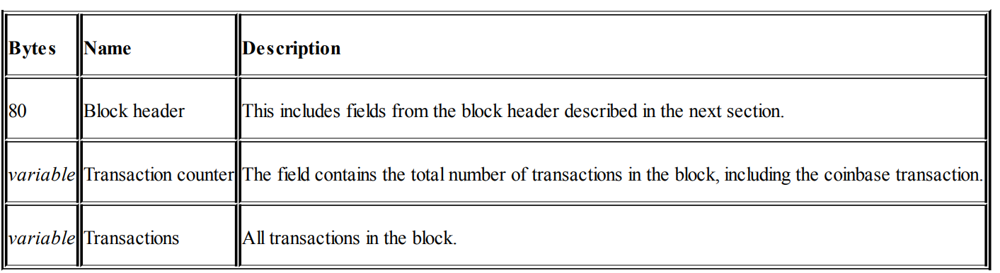 Bytes Name Description
80 Block header This includes fields from the block header described in the next section.
variable Transaction counter The field contains the total number of transactions in the block, including the coinbase transaction.
variable Transactions All transactions in the block.